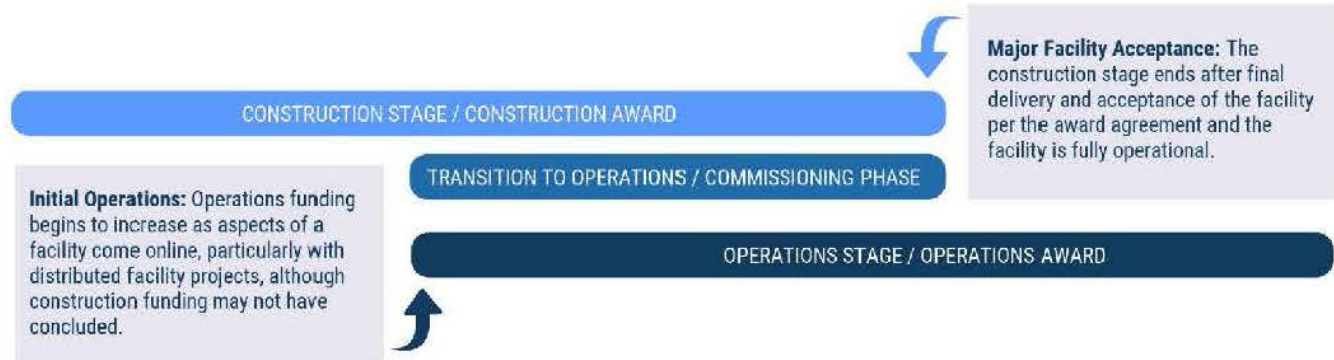 Major Facility Acceptance: The
construction stage ends after final
delivery and acceptance of the facility
per the award agreement and the
facility is fully operational.
CONSTRUCTION STAGE / CONSTRUCTION AWARD
TRANSITION TO OPERATIONS / COMMISSIONING PHASE
Initial Operations: Operations funding
begins to increase as aspects of a
facility come online, particularly with
distributed facility projects, although
construction funding may not have
concluded.
OPERATIONS STAGE / OPERATIONS AWARD